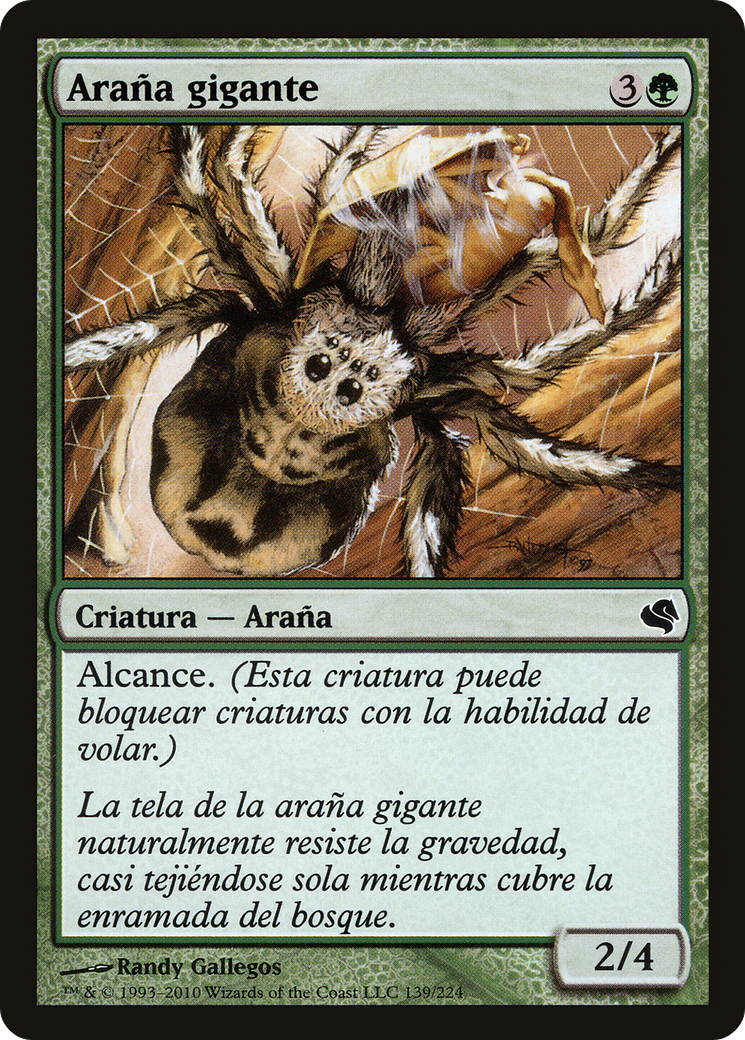 Araña gigante 3
Criatura — Araña
Alcance. (Esta criatura puede
bloquear criaturas con la habilidad de
volar.)
La tela de la araña gigante
naturalmente resiste la gravedad,
casi tejiéndose sola mientras cubre la
enramada del bosque.
2/4
Randy Gallegos
™ & © 1993–2010 Wizards of the Coast LLC 139/224